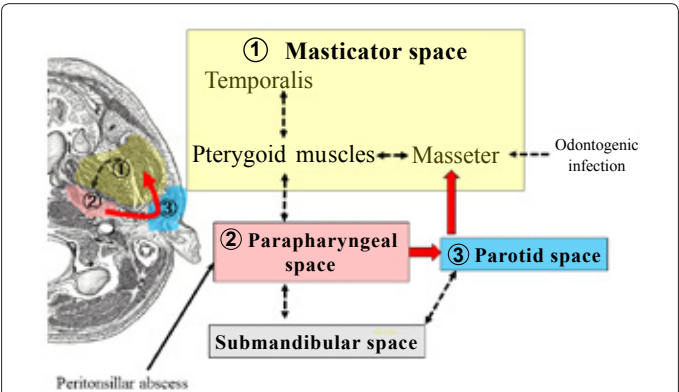 ① Masticator space
Temporalis
Pterygoid muscles
Masseter
Odontogenic
infection
①
②
③
② Parapharyngeal
space
③ Parotid space
Submandibular space
Peritonsillar abscess